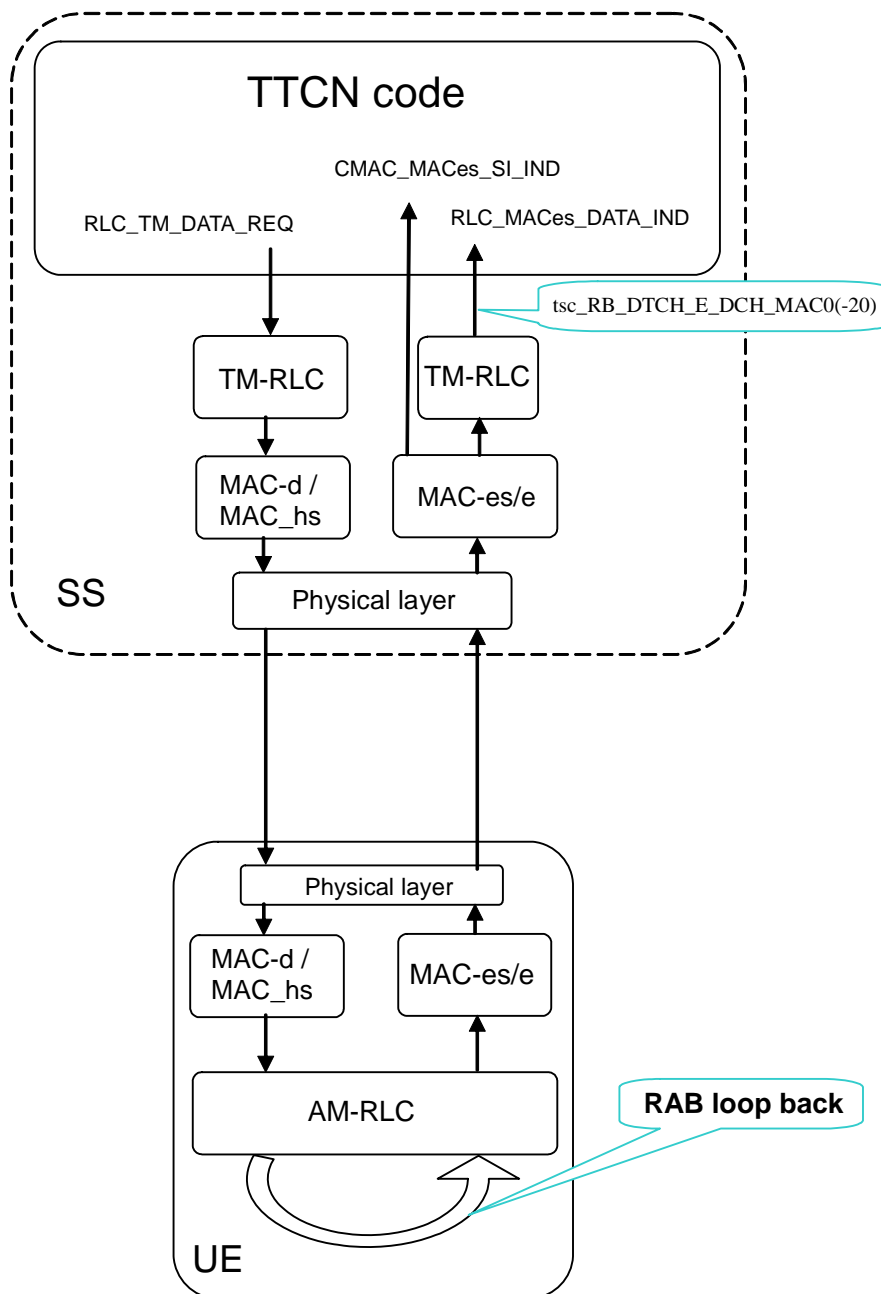 TTCN code
CMAC_MACes_SI_IND
RLC_TM_DATA_REQ
RLC_MACes_DATA_IND
tsc_RB_DTCH_E_DCH_MAC0(-20)
TM-RLC
TM-RLC
MAC-d /
MAC_hs
MAC-es/e
SS
Physical layer
Physical layer
MAC-d /
MAC_hs
MAC-es/e
AM-RLC
RAB loop back
UE